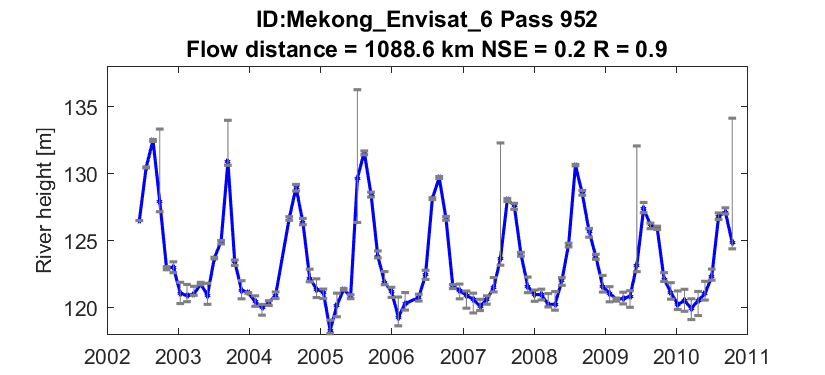 ID:Mekong_Envisat_6 Pass 952
Flow distance = 1088.6 km NSE = 0.2 R = 0.9
River height [m]
135
130
125
120
2002 2003 2004 2005 2006 2007 2008 2009 2010 2011